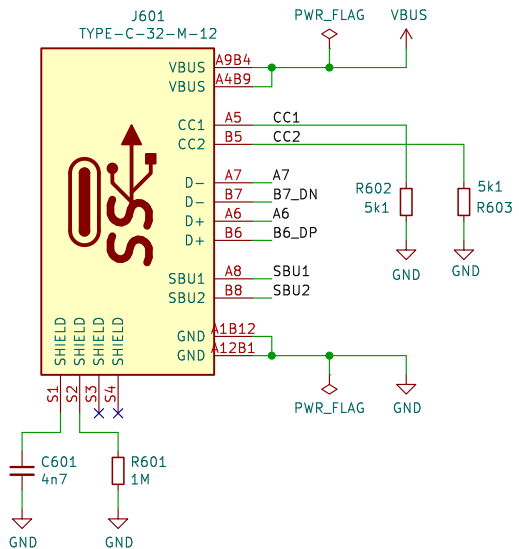 J601
TYPE-C-32-M-12
PWR_FLAG
VBUS
VBUS
A9B4
VBUS
A4B9
CC1
A5
CC1
CC2
B5
CC2
D-
A7
A7
D-
B7
B7_DN
D+
A6
A6
D+
B6
B6_DP
R602
5k1
5k1
R603
GND
GND
SBU1
A8
SBU1
SBU2
B8
SBU2
GND
A1B12
GND
A12B1
SHIELD
SHIELD
SHIELD
SHIELD
S1
S2
S3
S4
PWR_FLAG
GND
C601
4n7
R601
1M
GND
GND